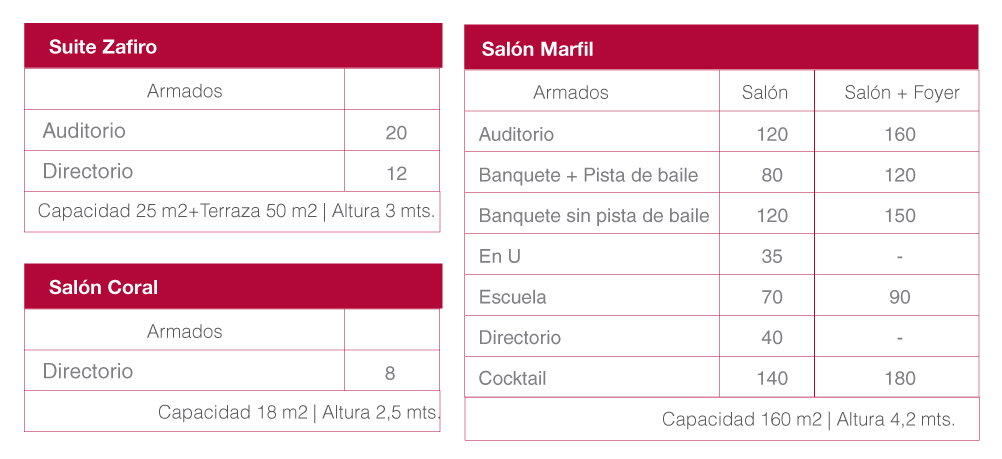 Suite Zafiro
Armados
Auditorio 20
Directorio 12
Capacidad 25 m2+Terraza 50 m2 | Altura 3 mts.
Salón Coral
Armados
Directorio 8
Capacidad 18 m2 | Altura 2,5 mts.
Salón Marfil
Armados Salón Salón + Foyer
Auditorio 120 160
Banquete + Pista de baile 80 120
Banquete sin pista de baile 120 150
En U 35 -
Escuela 70 90
Directorio 40 -
Cocktail 140 180
Capacidad 160 m2 | Altura 4,2 mts.